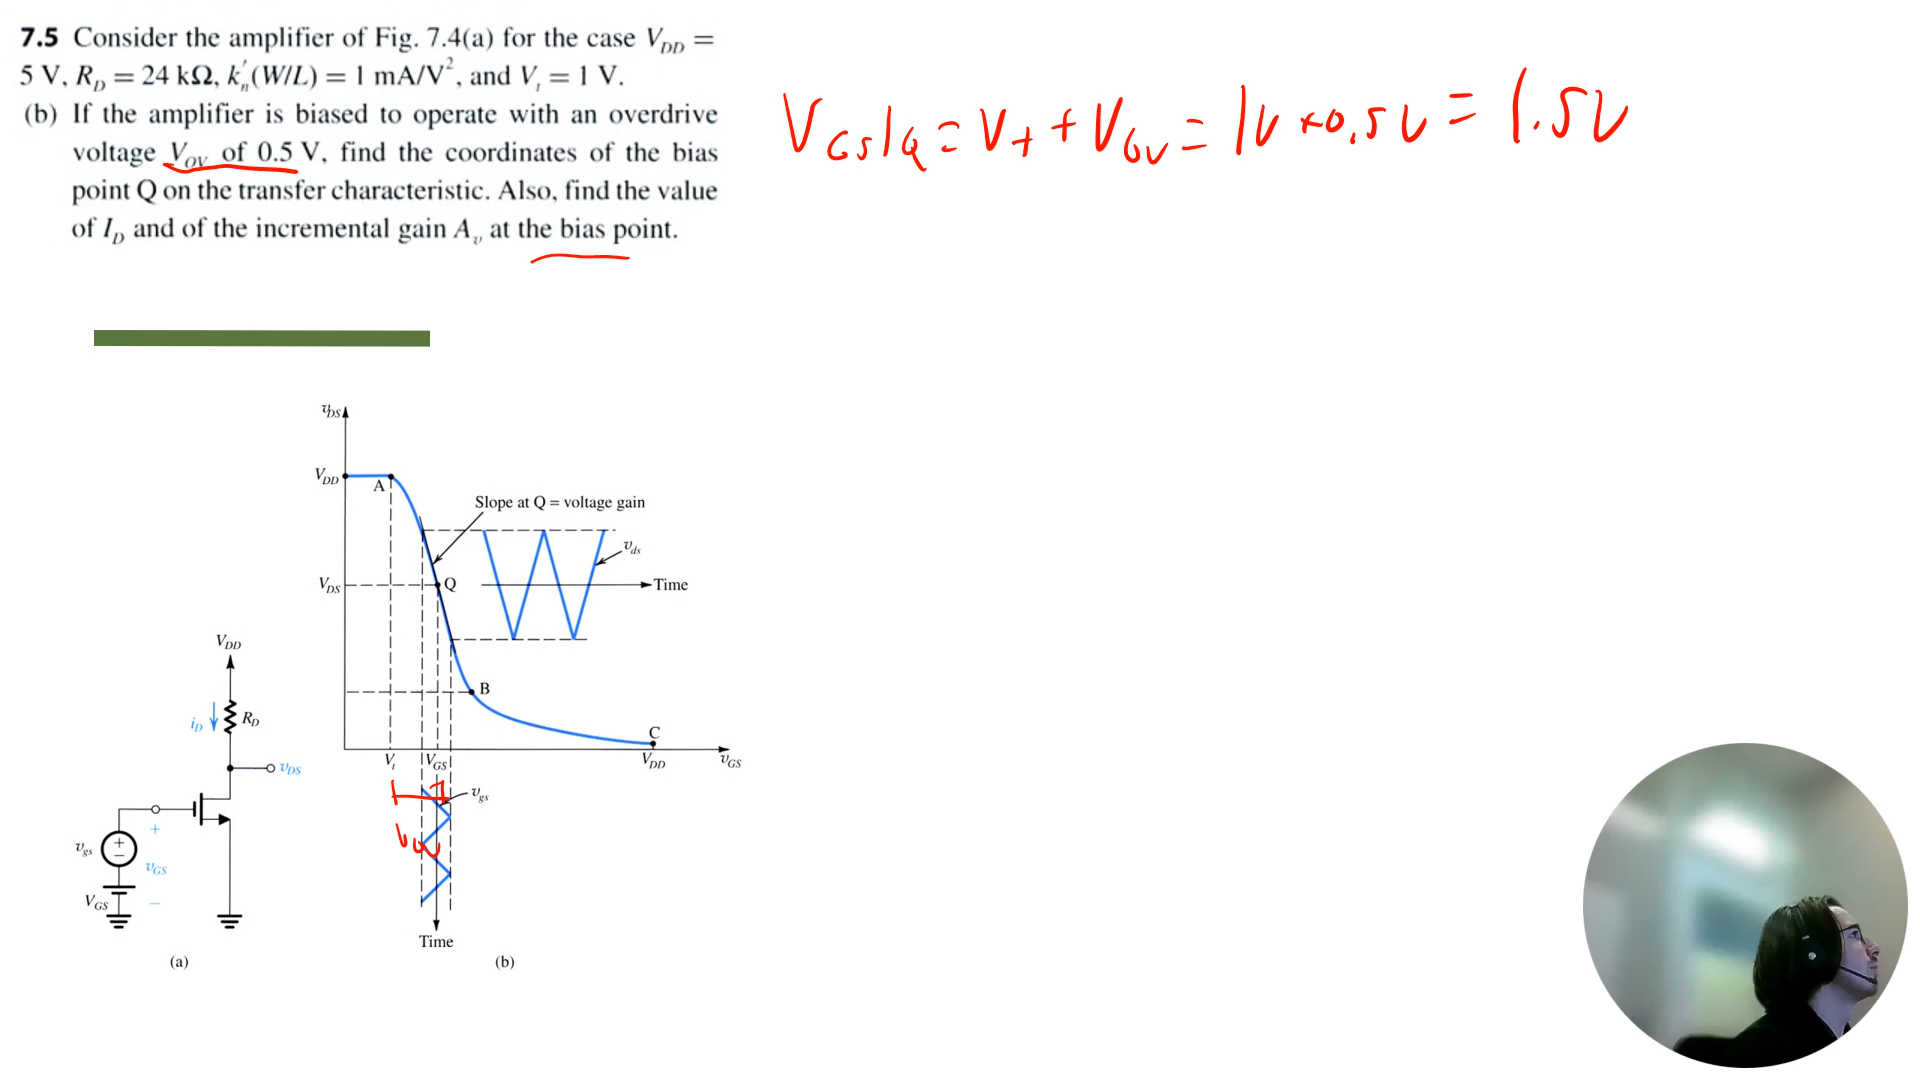 7.5 Consider the amplifier of Fig. 7.4(a) for the case V_DD =
5 V, R_D = 24 kΩ, k′_n(W/L) = 1 mA/V², and V_t = 1 V.
(b) If the amplifier is biased to operate with an overdrive
voltage V_OV of 0.5 V, find the coordinates of the bias
point Q on the transfer characteristic. Also, find the value
of I_D and of the incremental gain A_v at the bias point.
V_GS|Q = V_t + V_OV = 1V +0.5V = 1.5V
v_DS
V_DD
A
Slope at Q = voltage gain
v_ds
V_DS
Q
Time
B
C
V_t
V_GS
V_DD
v_GS
v_gs
Vov
Time
(b)
V_DD
i_D
R_D
v_DS
+
v_gs
+
−
v_GS
V_GS
−
(a)